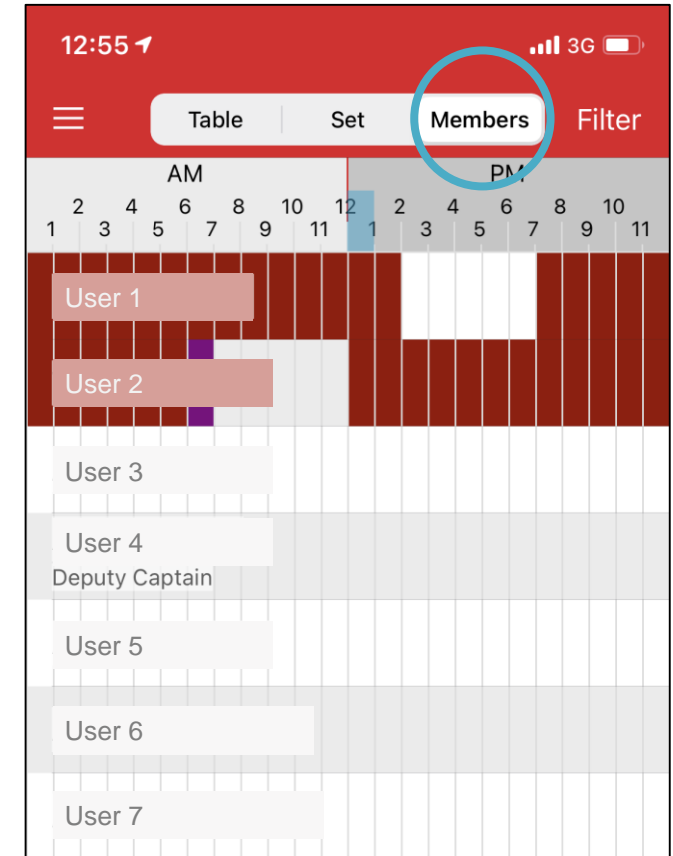 12:55 3G
Table Set Members Filter
AM PM
2 4 6 8 10 12 2 4 6 8 10
1 3 5 7 9 11 1 3 5 7 9 11
User 1
User 2
User 3
User 4
Deputy Captain
User 5
User 6
User 7